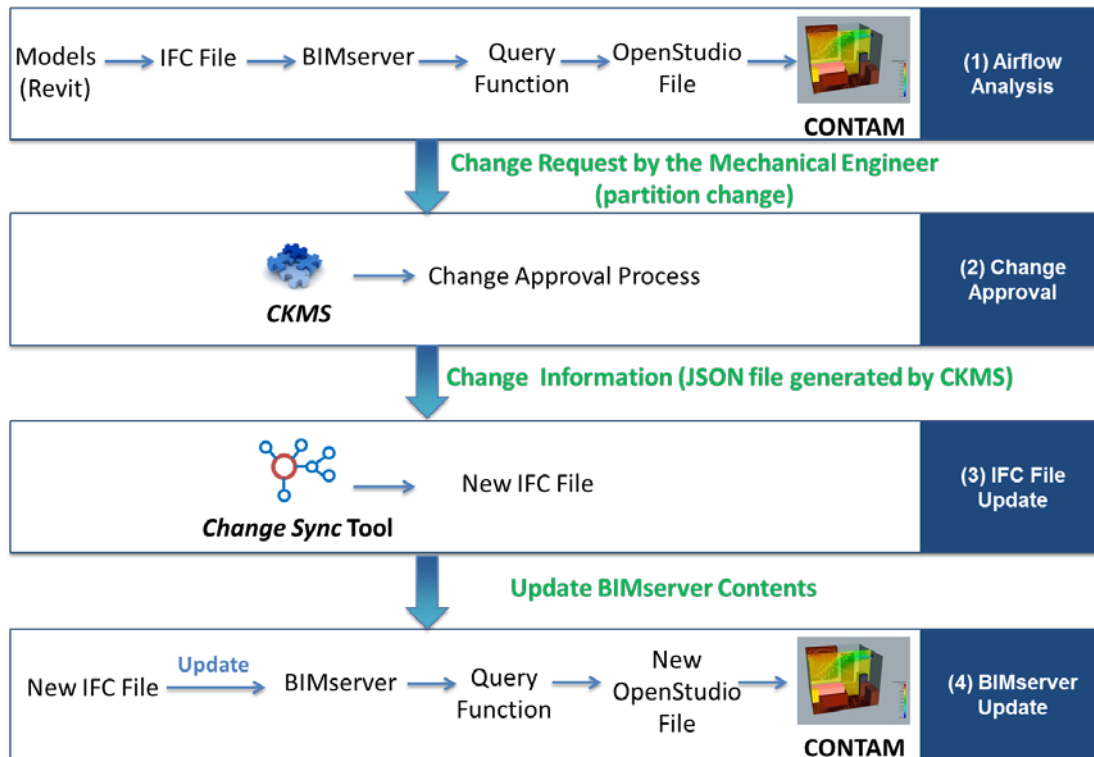 Models
(Revit)
IFC File
BIMserver
Query
Function
OpenStudio
File
CONTAM
(1) Airflow
Analysis
Change Request by the Mechanical Engineer
(partition change)
CKMS
Change Approval Process
(2) Change
Approval
Change Information (JSON file generated by CKMS)
Change Sync Tool
New IFC File
(3) IFC File
Update
Update BIMserver Contents
New IFC File
Update
BIMserver
Query
Function
New
OpenStudio
File
CONTAM
(4) BIMserver
Update